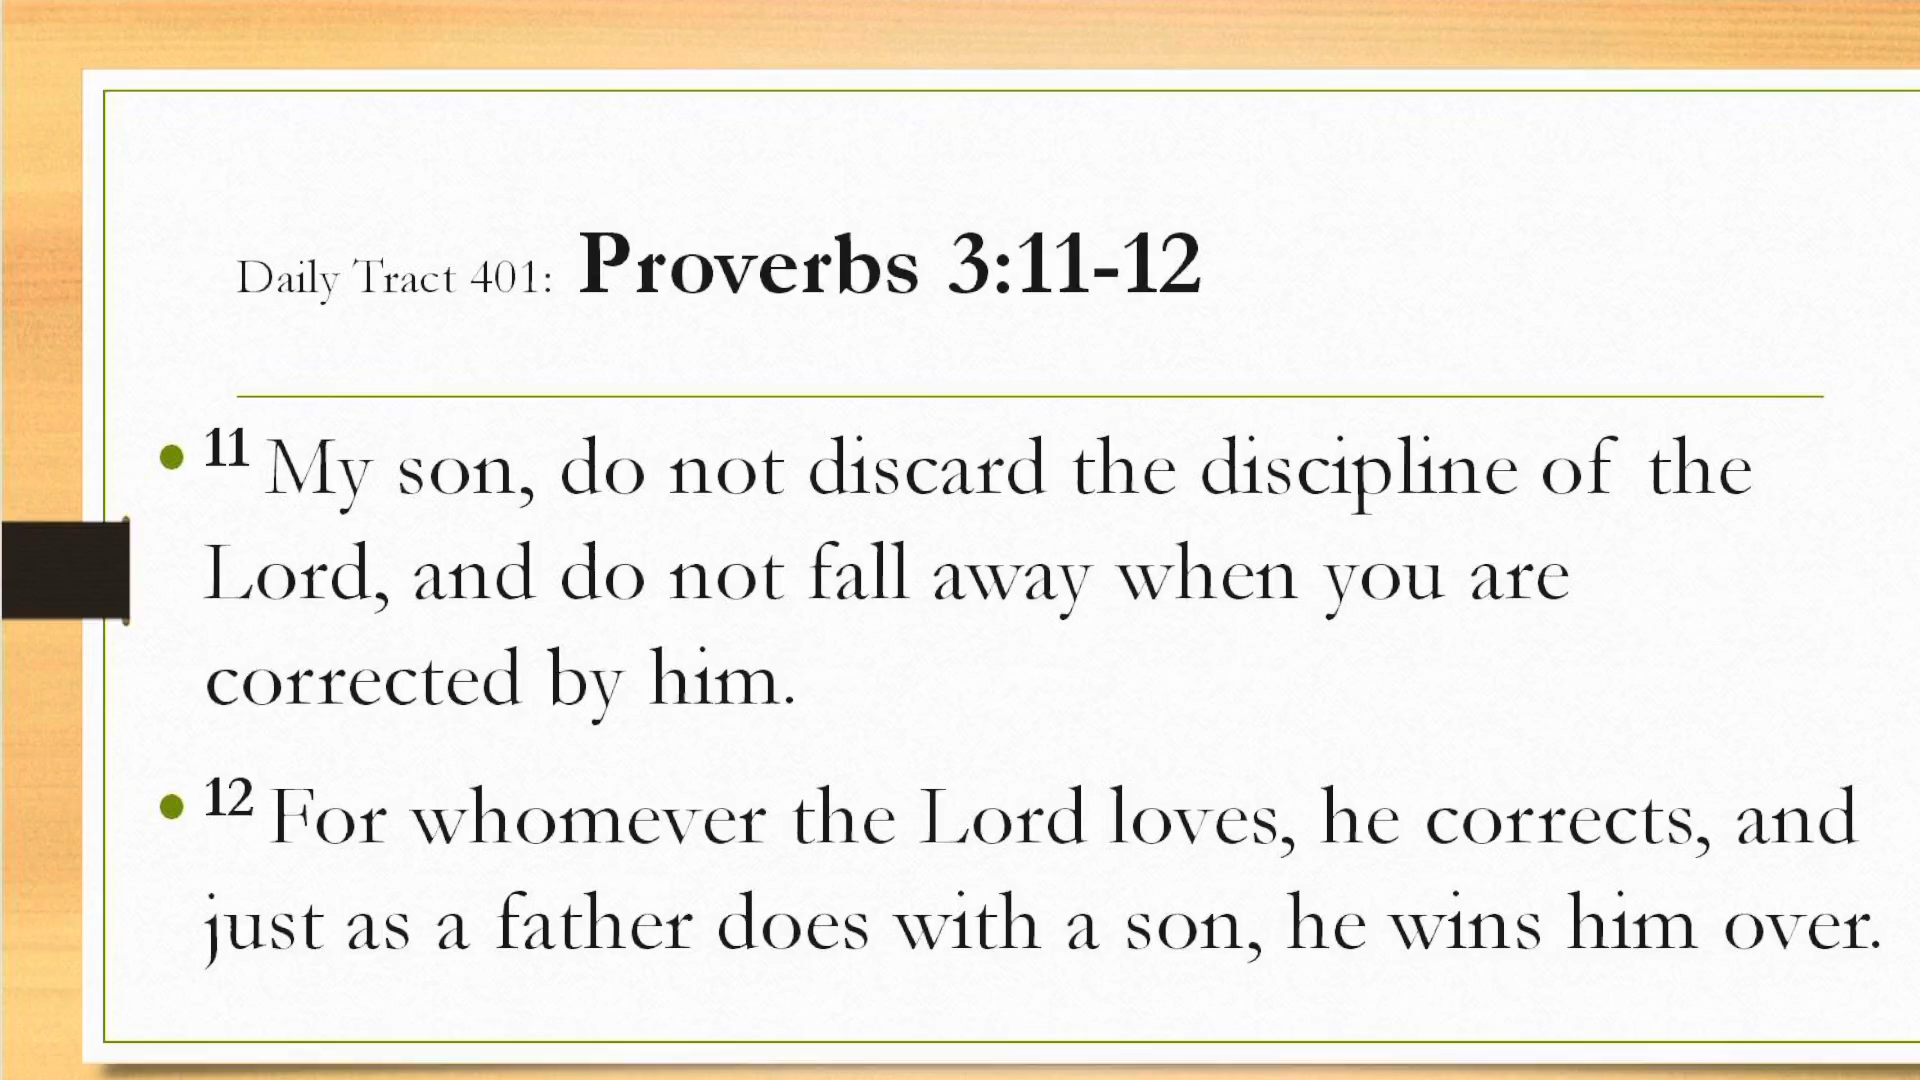 Daily Tract 401: Proverbs 3:11-12
• 11 My son, do not discard the discipline of the
Lord, and do not fall away when you are
corrected by him.
• 12 For whomever the Lord loves, he corrects, and
just as a father does with a son, he wins him over.